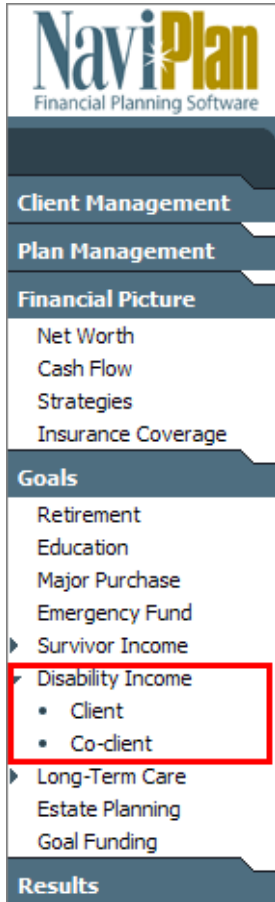 NaviPlan
Financial Planning Software
Client Management
Plan Management
Financial Picture
Net Worth
Cash Flow
Strategies
Insurance Coverage
Goals
Retirement
Education
Major Purchase
Emergency Fund
Survivor Income
Disability Income
• Client
• Co-client
Long-Term Care
Estate Planning
Goal Funding
Results